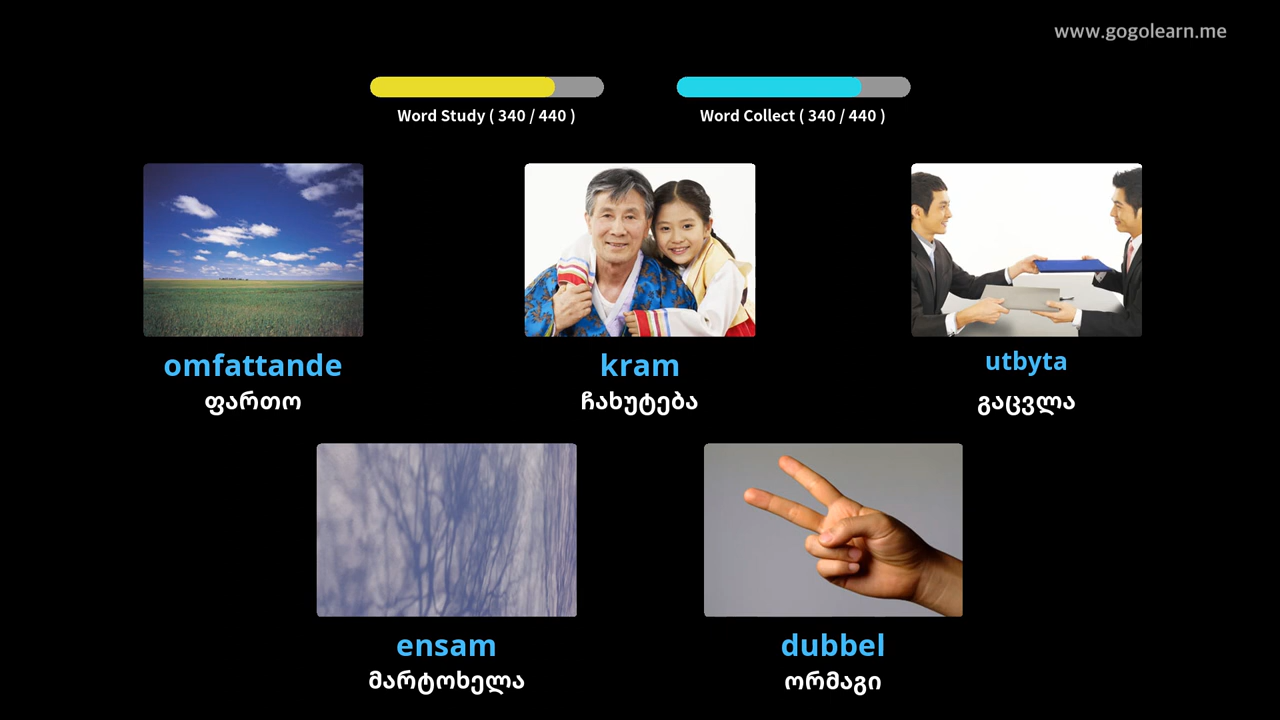 www.gogolearn.me
Word Study ( 340 / 440 )
Word Collect ( 340 / 440 )
omfattande
ფართო
kram
ჩახუტება
utbyta
გაცვლა
ensam
მარტოხელა
dubbel
ორმაგი